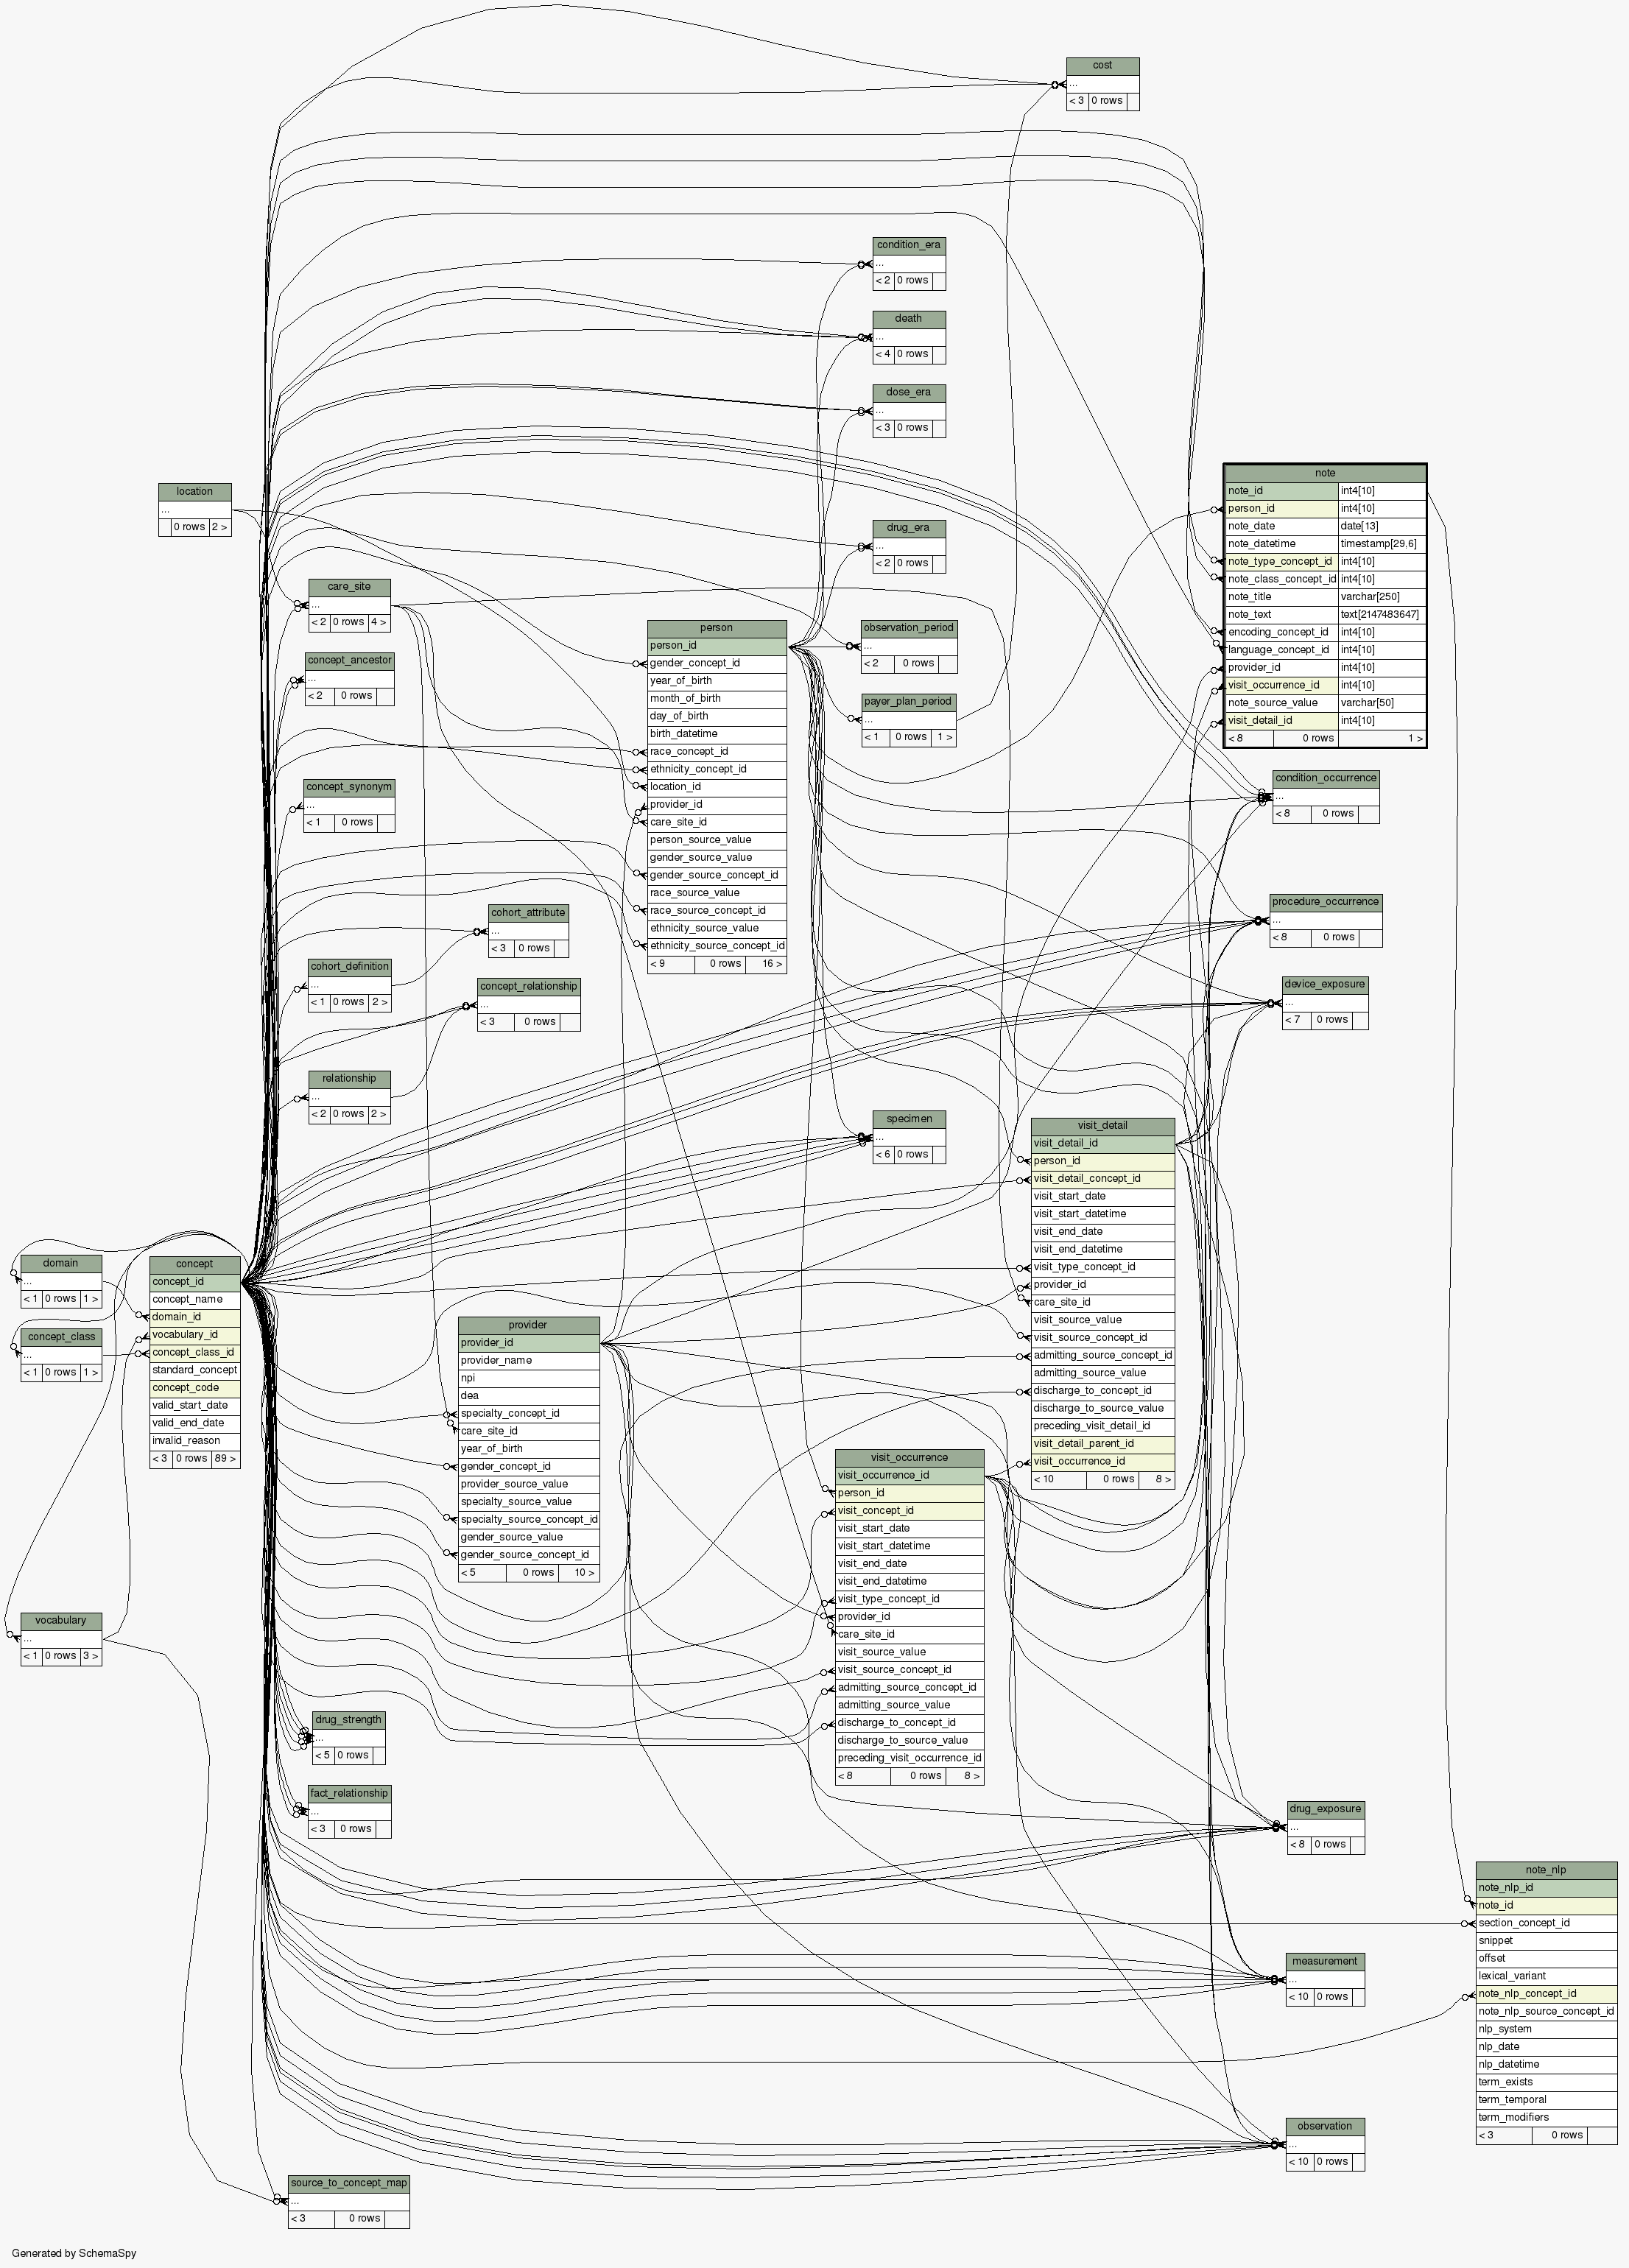 cost
...
< 3 0 rows
condition_era
...
< 2 0 rows
death
...
< 4 0 rows
dose_era
...
< 3 0 rows
note
note_id int4[10]
person_id int4[10]
note_date date[13]
note_datetime timestamp[29,6]
note_type_concept_id int4[10]
note_class_concept_id int4[10]
note_title varchar[250]
note_text text[2147483647]
encoding_concept_id int4[10]
language_concept_id int4[10]
provider_id int4[10]
visit_occurrence_id int4[10]
note_source_value varchar[50]
visit_detail_id int4[10]
< 8 0 rows 1 >
location
...
0 rows 2 >
drug_era
...
< 2 0 rows
care_site
...
< 2 0 rows 4 >
person
person_id
gender_concept_id
year_of_birth
month_of_birth
day_of_birth
birth_datetime
race_concept_id
ethnicity_concept_id
location_id
provider_id
care_site_id
person_source_value
gender_source_value
gender_source_concept_id
race_source_value
race_source_concept_id
ethnicity_source_value
ethnicity_source_concept_id
< 9 0 rows 16 >
observation_period
...
< 2 0 rows
concept_ancestor
...
< 2 0 rows
payer_plan_period
...
< 1 0 rows 1 >
condition_occurrence
...
< 8 0 rows
concept_synonym
...
< 1 0 rows
procedure_occurrence
...
< 8 0 rows
cohort_attribute
...
< 3 0 rows
cohort_definition
...
< 1 0 rows 2 >
concept_relationship
...
< 3 0 rows
device_exposure
...
< 7 0 rows
relationship
...
< 2 0 rows 2 >
specimen
...
< 6 0 rows
visit_detail
visit_detail_id
person_id
visit_detail_concept_id
visit_start_date
visit_start_datetime
visit_end_date
visit_end_datetime
visit_type_concept_id
provider_id
care_site_id
visit_source_value
visit_source_concept_id
admitting_source_concept_id
admitting_source_value
discharge_to_concept_id
discharge_to_source_value
preceding_visit_detail_id
visit_detail_parent_id
visit_occurrence_id
< 10 0 rows 8 >
domain
...
< 1 0 rows 1 >
concept
concept_id
concept_name
domain_id
vocabulary_id
concept_class_id
standard_concept
concept_code
valid_start_date
valid_end_date
invalid_reason
< 3 0 rows 89 >
concept_class
...
< 1 0 rows 1 >
provider
provider_id
provider_name
npi
dea
specialty_concept_id
care_site_id
year_of_birth
gender_concept_id
provider_source_value
specialty_source_value
specialty_source_concept_id
gender_source_value
gender_source_concept_id
< 5 0 rows 10 >
visit_occurrence
visit_occurrence_id
person_id
visit_concept_id
visit_start_date
visit_start_datetime
visit_end_date
visit_end_datetime
visit_type_concept_id
provider_id
care_site_id
visit_source_value
visit_source_concept_id
admitting_source_concept_id
admitting_source_value
discharge_to_concept_id
discharge_to_source_value
preceding_visit_occurrence_id
< 8 0 rows 8 >
vocabulary
...
< 1 0 rows 3 >
drug_strength
...
< 5 0 rows
fact_relationship
...
< 3 0 rows
drug_exposure
...
< 8 0 rows
note_nlp
note_nlp_id
note_id
section_concept_id
snippet
offset
lexical_variant
note_nlp_concept_id
note_nlp_source_concept_id
nlp_system
nlp_date
nlp_datetime
term_exists
term_temporal
term_modifiers
< 3 0 rows
measurement
...
< 10 0 rows
observation
...
< 10 0 rows
source_to_concept_map
...
< 3 0 rows
Generated by SchemaSpy